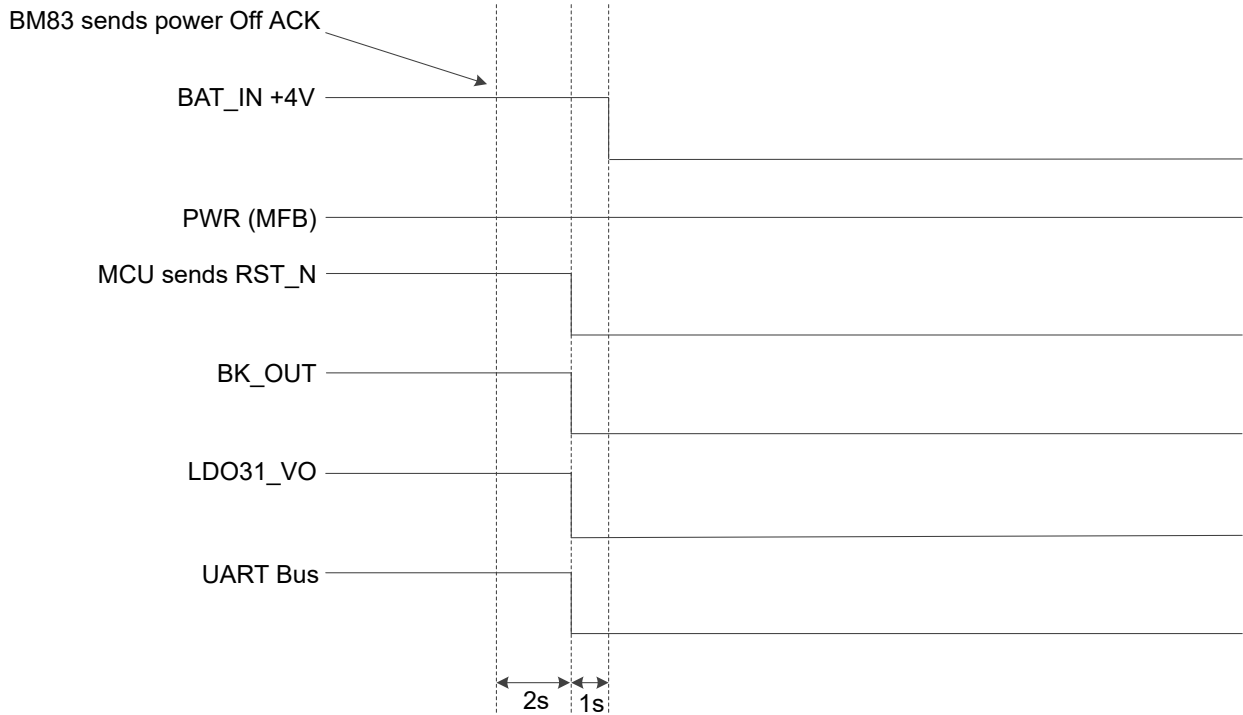 BM83 sends power Off ACK
BAT_IN +4V
PWR (MFB)
MCU sends RST_N
BK_OUT
LDO31_VO
UART Bus
2s
1s